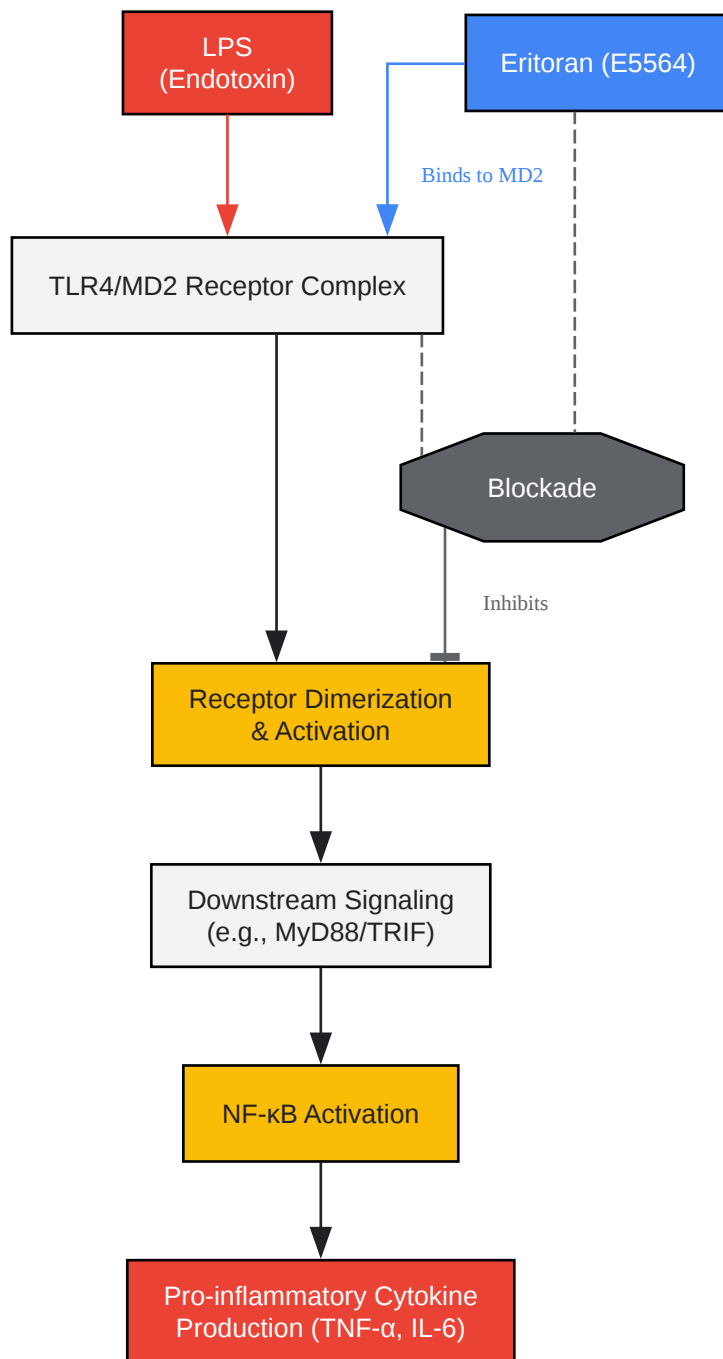 LPS
(Endotoxin)
Eritoran (E5564)
Binds to MD2
TLR4/MD2 Receptor Complex
Blockade
Inhibits
Receptor Dimerization
& Activation
Downstream Signaling
(e.g., MyD88/TRIF)
NF-κB Activation
Pro-inflammatory Cytokine
Production (TNF-α, IL-6)